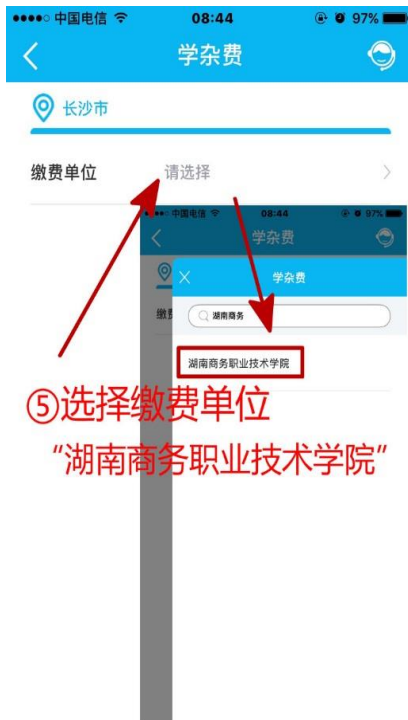 中国电信 08:44 97%
学杂费
长沙市
缴费单位 请选择
中国电信 08:44 97%
学杂费
学杂费
缴费
湖南商务
湖南商务职业技术学院
⑤选择缴费单位
“湖南商务职业技术学院”